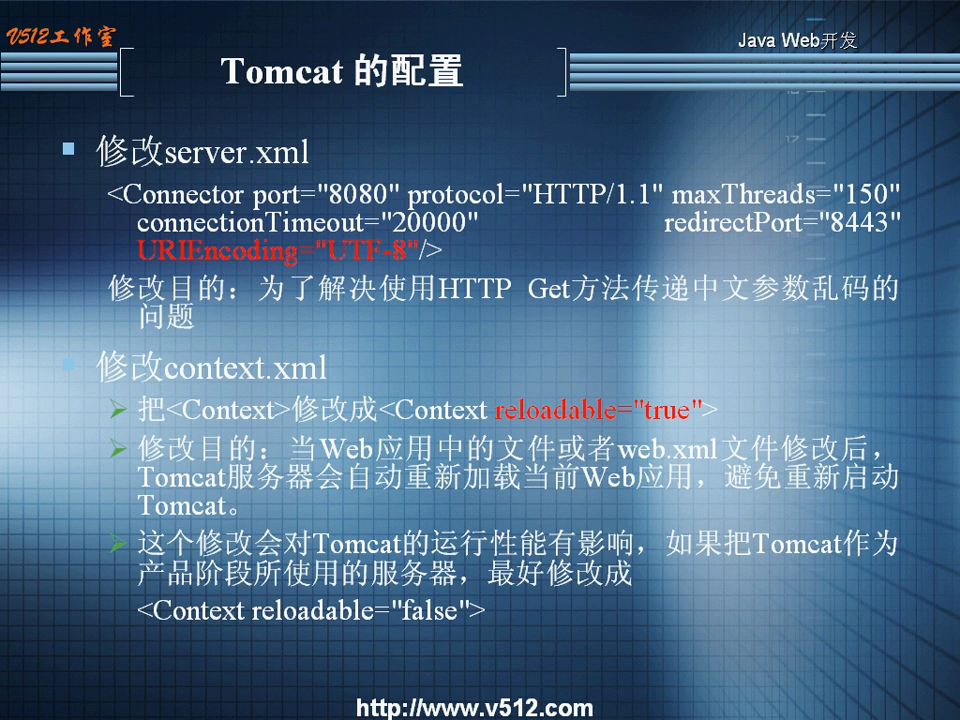 V512工作室
Java Web开发
Tomcat 的配置
修改server.xml
<Connector port="8080" protocol="HTTP/1.1" maxThreads="150"
connectionTimeout="20000" redirectPort="8443"
URIEncoding="UTF-8"/>
修改目的：为了解决使用HTTP Get方法传递中文参数乱码的
问题
修改context.xml
把<Context>修改成<Context reloadable="true">
修改目的：当Web应用中的文件或者web.xml文件修改后，
Tomcat服务器会自动重新加载当前Web应用，避免重新启动
Tomcat。
这个修改会对Tomcat的运行性能有影响，如果把Tomcat作为
产品阶段所使用的服务器，最好修改成
<Context reloadable="false">
http://www.v512.com